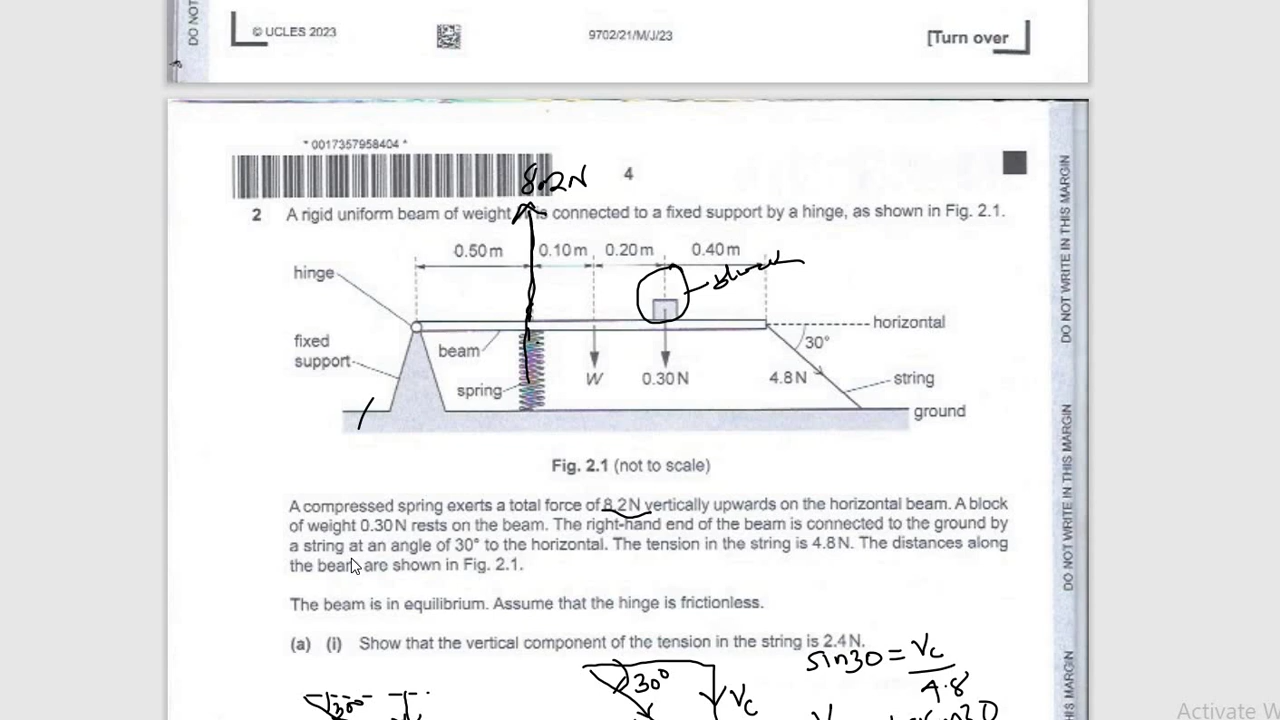 DO NOT
© UCLES 2023
9702/21/M/J/23
[Turn over
* 0017357958404 *
8.2N
4
DO NOT WRITE IN THIS MARGIN
2 A rigid uniform beam of weight is connected to a fixed support by a hinge, as shown in Fig. 2.1.
0.50 m 0.10 m 0.20 m 0.40 m
block
hinge
horizontal
30°
fixed support
beam
spring
W
0.30 N
4.8 N
string
ground
Fig. 2.1 (not to scale)
DO NOT WRITE IN THIS MARGIN
A compressed spring exerts a total force of 8.2 N vertically upwards on the horizontal beam. A block
of weight 0.30 N rests on the beam. The right-hand end of the beam is connected to the ground by
a string at an angle of 30° to the horizontal. The tension in the string is 4.8 N. The distances along
the beam are shown in Fig. 2.1.
The beam is in equilibrium. Assume that the hinge is frictionless.
(a) (i) Show that the vertical component of the tension in the string is 2.4 N.
sin30 = Vc
4.8
30°
Vc
30°
S MARGIN
Activate W